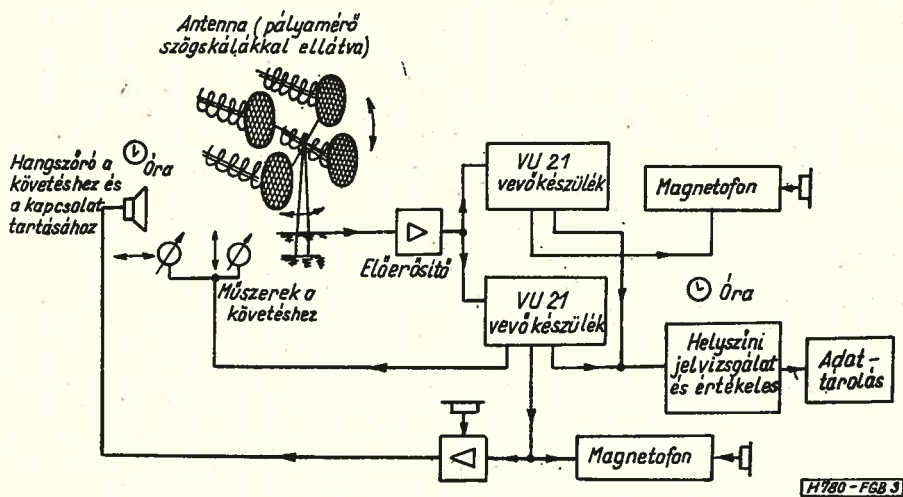 Antenna (pályamérő
szögskálákkal ellátva)
Hangszóró a
követéshez és
a kapcsolat
tartásához
Óra
Műszerek a
követéshez
Előerősítő
VU 21
vevőkészülék
Magnetofon
VU 21
vevőkészülék
Óra
Helyszíni
jelvizsgálat
és értékeles
Adat-
tárolás
Magnetofon
H780-FGB 3